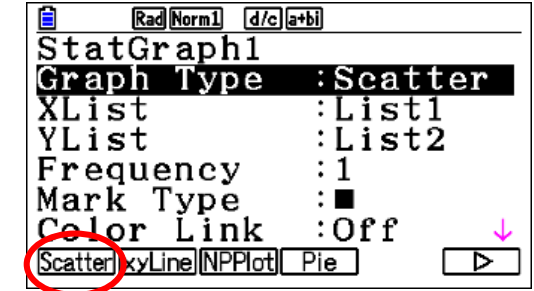 Rad Norm1 d/c a+bi
StatGraph1
Graph Type :Scatter
XList :List1
YList :List2
Frequency :1
Mark Type :■
Color Link :Off ↓
Scatter xyLine NPPlot Pie ▷